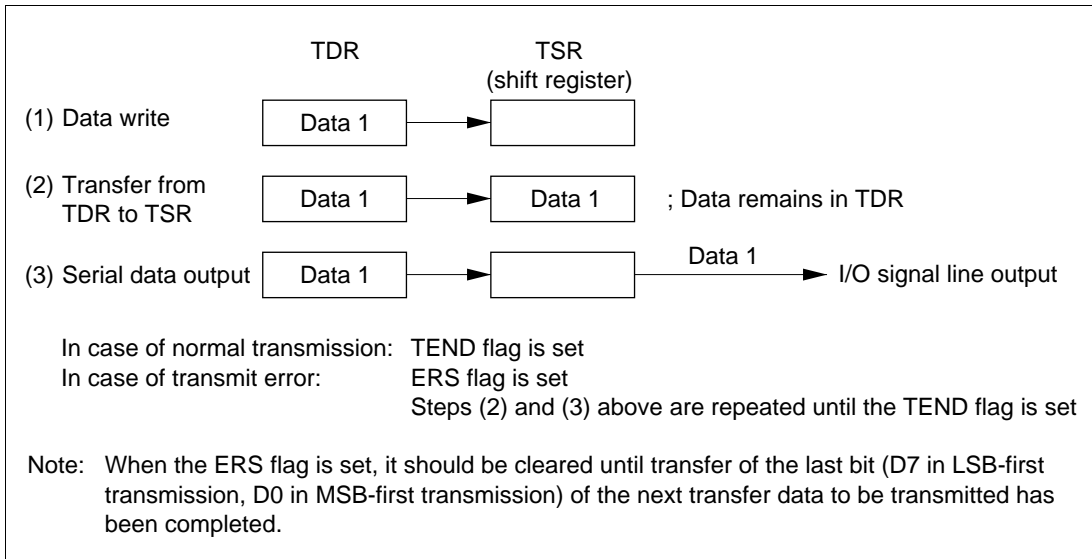 TDR TSR
(shift register)
(1) Data write Data 1
(2) Transfer from
TDR to TSR Data 1 Data 1 ; Data remains in TDR
(3) Serial data output Data 1 Data 1 I/O signal line output
In case of normal transmission: TEND flag is set
In case of transmit error: ERS flag is set
Steps (2) and (3) above are repeated until the TEND flag is set
Note: When the ERS flag is set, it should be cleared until transfer of the last bit (D7 in LSB-first
transmission, D0 in MSB-first transmission) of the next transfer data to be transmitted has
been completed.